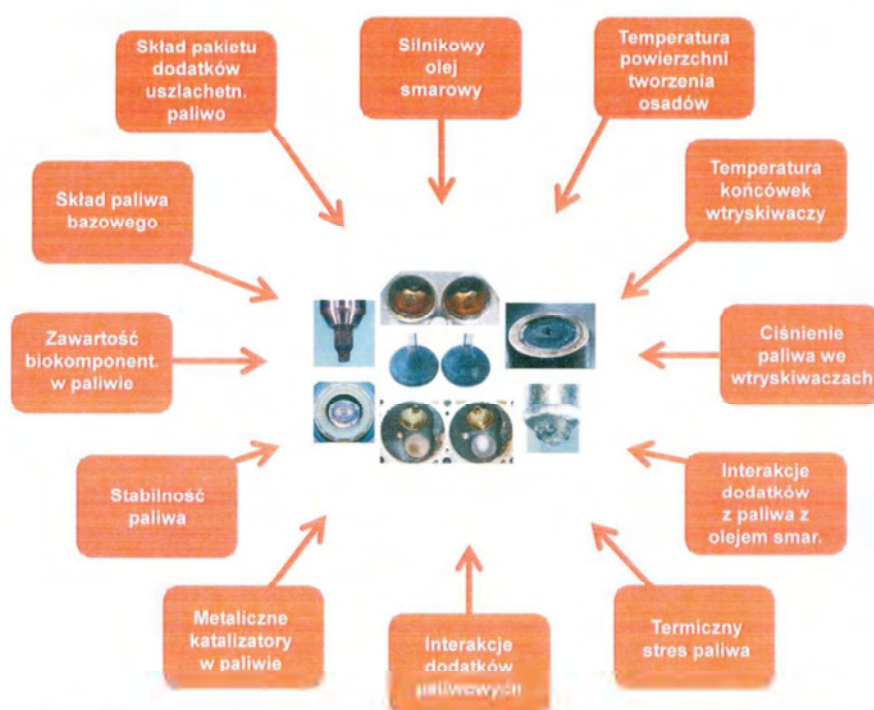 Skład pakietu
dodatków
uszlachetn.
paliwo
Silnikowy
olej
smarowy
Temperatura
powierzchni
tworzenia
osadów
Temperatura
końcówek
wtryskiwaczy
Ciśnienie
paliwa we
wtryskiwaczach
Interakcje
dodatków
z paliwa z
olejem smar.
Termiczny
stres paliwa
Interakcje
dodatków
paliwowych
Metaliczne
katalizatory
w paliwie
Stabilność
paliwa
Zawartość
biokomponent.
w paliwie
Skład paliwa
bazowego